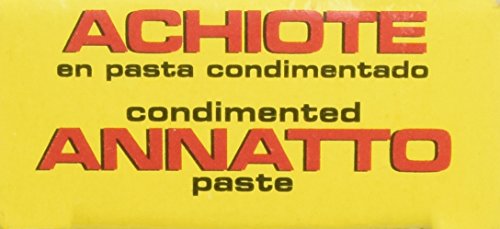 ACHIOTE
en pasta condimentado
condimented
ANNATTO
paste